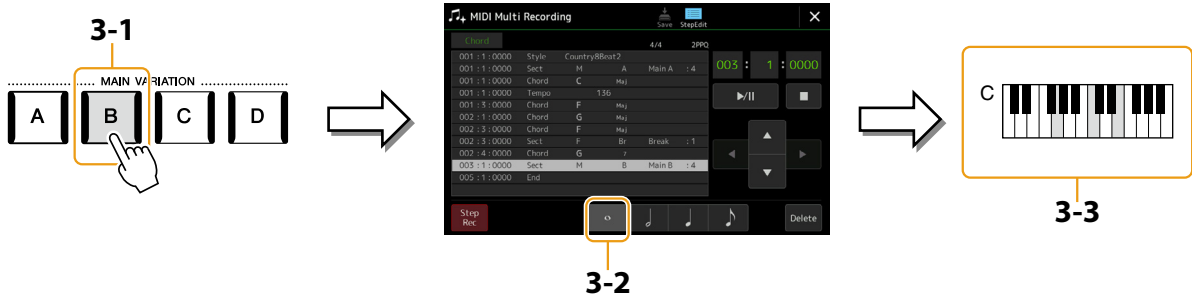 3-1
MAIN VARIATION
A B C D
MIDI Multi Recording Save StepEdit
Chord 4/4 2PPQ
001 : 1 : 0000 Style Country8Beat2
001 : 1 : 0000 Sect M A Main A : 4
001 : 1 : 0000 Chord C Maj
001 : 1 : 0000 Tempo 136
001 : 3 : 0000 Chord F Maj
002 : 1 : 0000 Chord G Maj
002 : 3 : 0000 Chord F Maj
002 : 3 : 0000 Sect F Br Break : 1
002 : 4 : 0000 Chord G 7
003 : 1 : 0000 Sect M B Main B : 4
005 : 1 : 0000 End
003 : 1 : 0000
Step
Rec
Delete
3-2
C
3-3